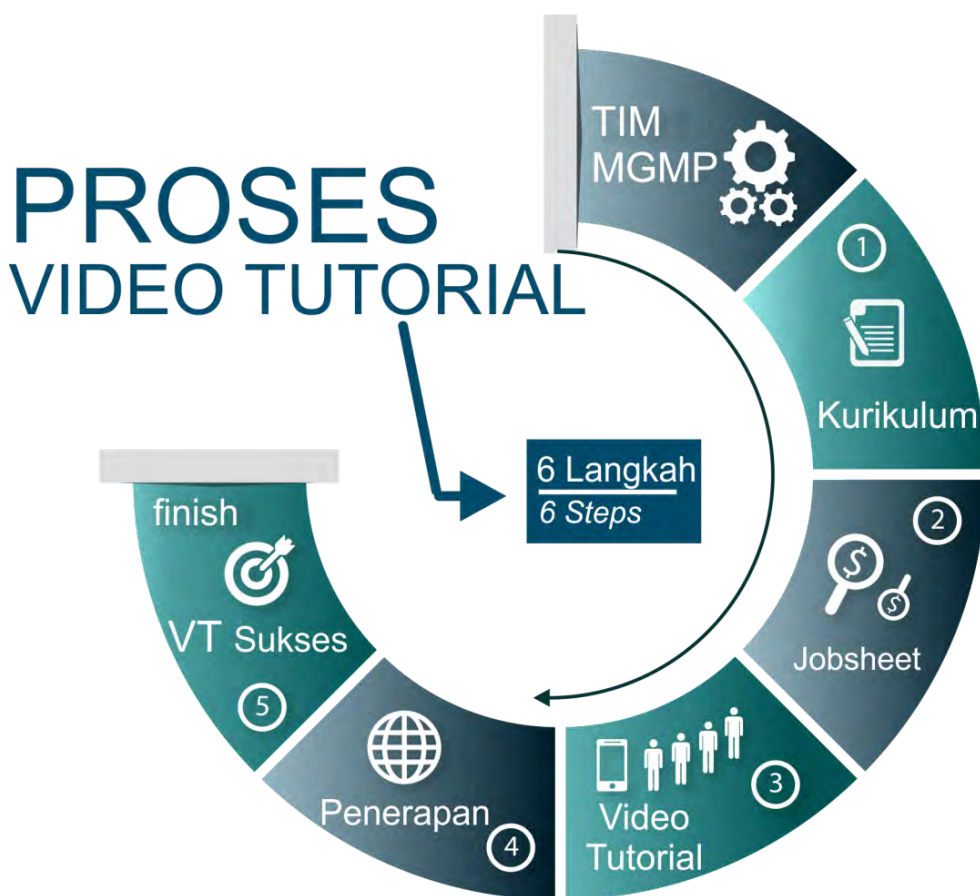 PROSES
VIDEO TUTORIAL
6 Langkah
6 Steps
TIM
MGMP
1
Kurikulum
2
Jobsheet
3
Video
Tutorial
Penerapan
4
finish
VT Sukses
5